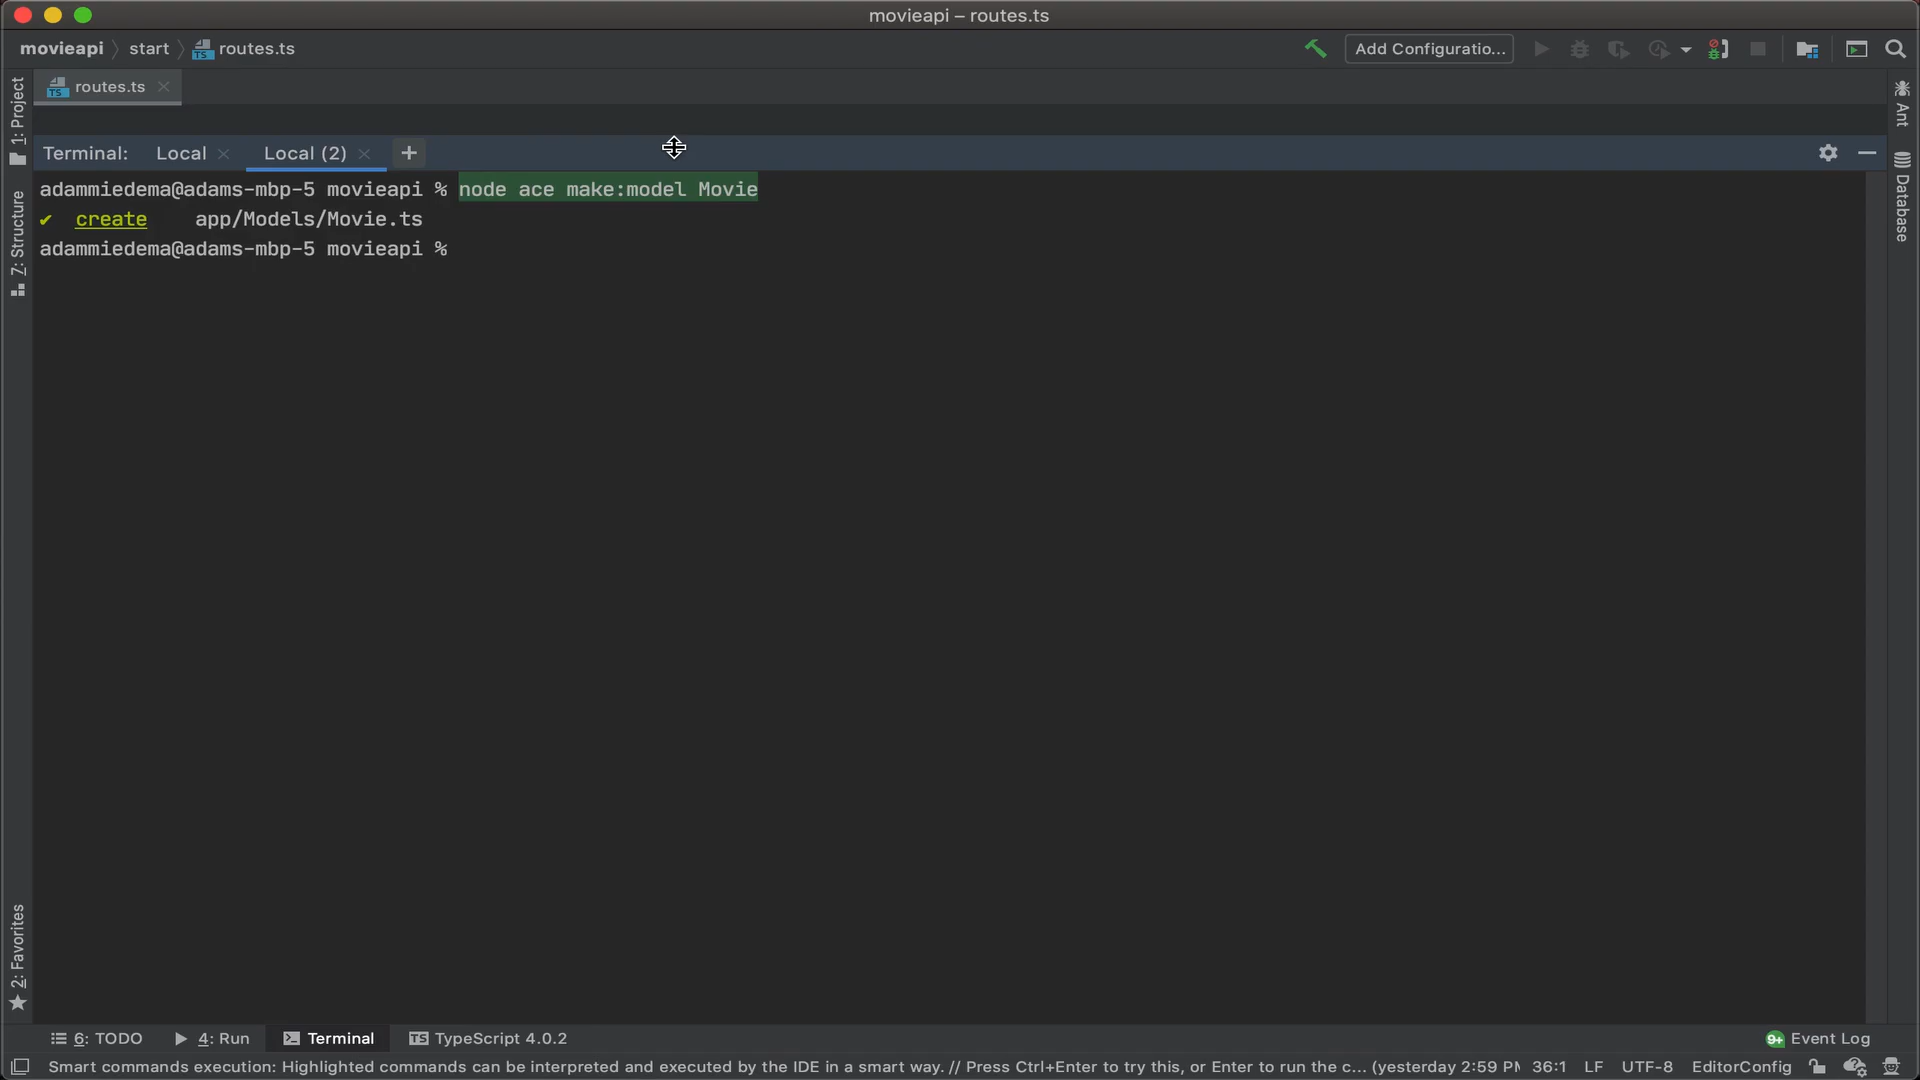 movieapi – routes.ts
movieapi start routes.ts Add Configuratio...
routes.ts
Terminal: Local Local (2)
adammiedema@adams-mbp-5 movieapi % node ace make:model Movie
✔ create app/Models/Movie.ts
adammiedema@adams-mbp-5 movieapi %
1: Project
7: Structure
2: Favorites
Ant
Database
6: TODO 4: Run Terminal TS TypeScript 4.0.2 9+ Event Log
Smart commands execution: Highlighted commands can be interpreted and executed by the IDE in a smart way. // Press Ctrl+Enter to try this, or Enter to run the c... (yesterday 2:59 PM 36:1 LF UTF-8 EditorConfig